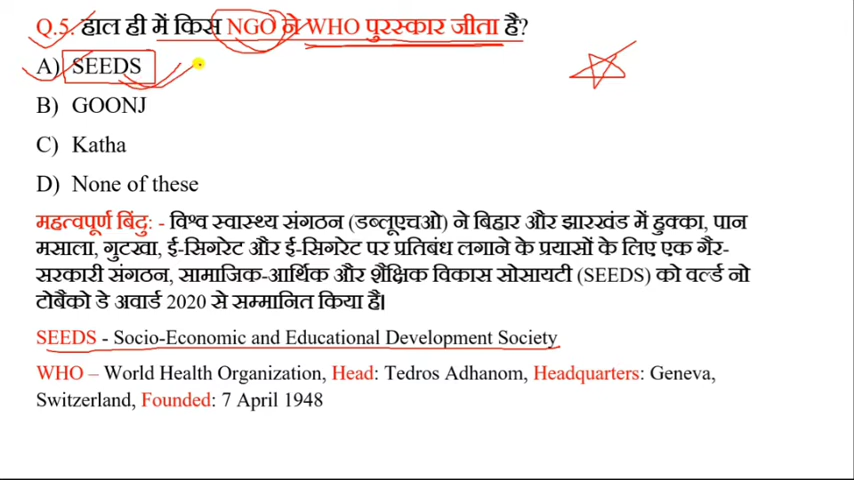 Q.5. हाल ही में किस NGO ने WHO पुरस्कार जीता है?
A) SEEDS
B) GOONJ
C) Katha
D) None of these
महत्वपूर्ण बिंदु: - विश्व स्वास्थ्य संगठन (डब्लूएचओ) ने बिहार और झारखंड में हुक्का, पान
मसाला, गुटखा, ई-सिगरेट और ई-सिगरेट पर प्रतिबंध लगाने के प्रयासों के लिए एक गैर-
सरकारी संगठन, सामाजिक-आर्थिक और शैक्षिक विकास सोसायटी (SEEDS) को वर्ल्ड नो
टोबैको डे अवार्ड 2020 से सम्मानित किया है।
SEEDS - Socio-Economic and Educational Development Society
WHO – World Health Organization, Head: Tedros Adhanom, Headquarters: Geneva,
Switzerland, Founded: 7 April 1948